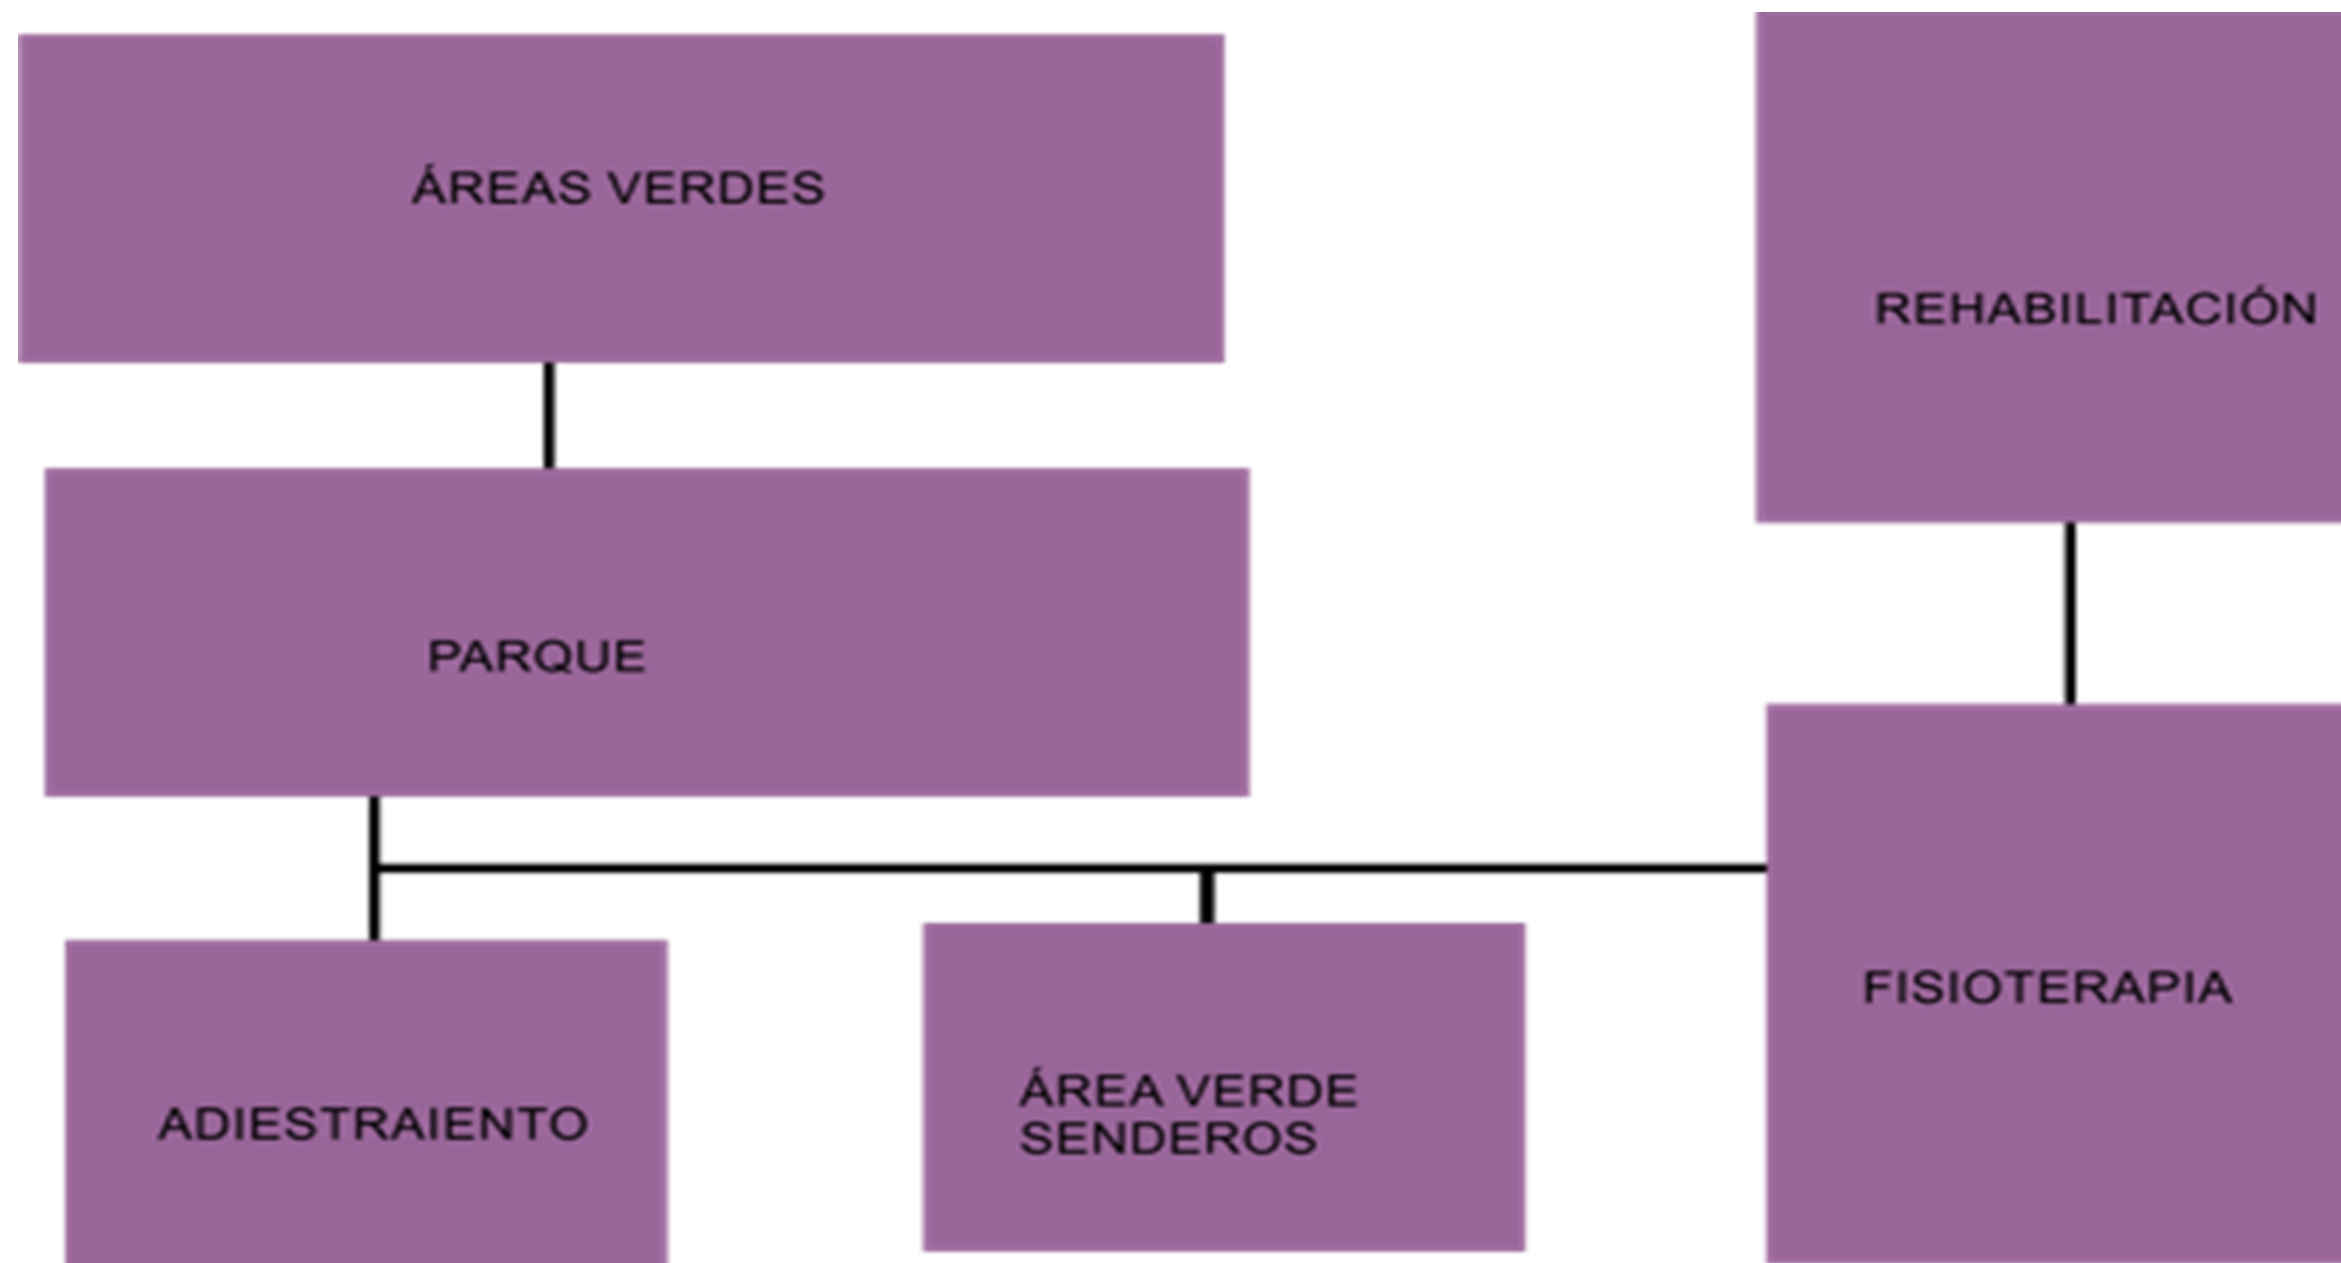 ÁREAS VERDES
REHABILITACIÓN
PARQUE
FISIOTERAPIA
ADIESTRAIENTO
ÁREA VERDE
SENDEROS